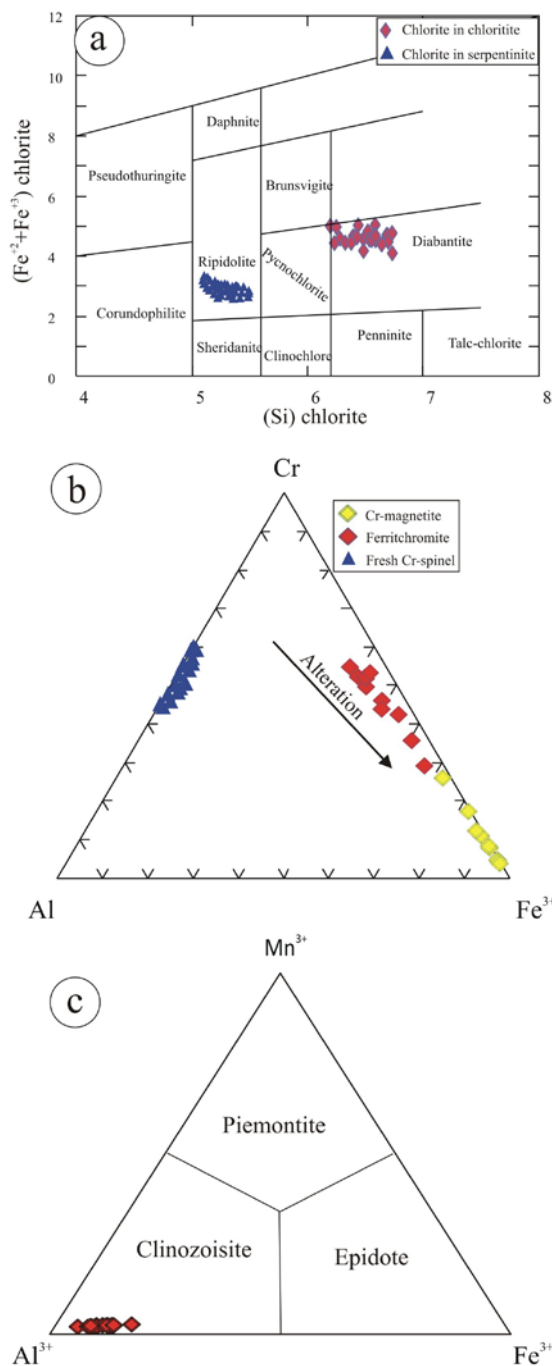 a
Chlorite in chloritite
Chlorite in serpentinite
12
10
8
6
4
2
0
(Fe⁺²+Fe⁺³) chlorite
Daphnite
Pseudothuringite
Brunsvigite
Diabantite
Ripidolite
Pycnochlorite
Corundophilite
Sheridanite
Clinochlore
Penninite
Talc-chlorite
4 5 6 7 8
(Si) chlorite
b
Cr
Cr-magnetite
Ferritchromite
Fresh Cr-spinel
Alteration
Al Fe³⁺
Mn³⁺
c
Piemontite
Clinozoisite Epidote
Al³⁺ Fe³⁺